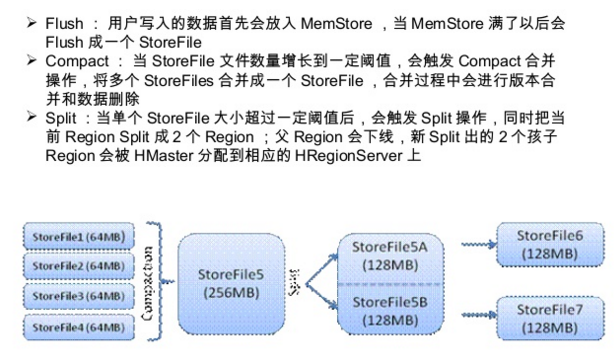 ➢ Flush ： 用户写入的数据首先会放入 MemStore ，当 MemStore 满了以后会
Flush 成一个 StoreFile
➢ Compact ： 当 StoreFile 文件数量增长到一定阈值，会触发 Compact 合并
操作，将多个 StoreFiles 合并成一个 StoreFile ，合并过程中会进行版本合
并和数据删除
➢ Split ：当单个 StoreFile 大小超过一定阈值后，会触发 Split 操作，同时把当
前 Region Split 成 2 个 Region ；父 Region 会下线，新 Split 出的 2 个孩子
Region 会被 HMaster 分配到相应的 HRegionServer 上
StoreFile1 (64MB)
StoreFile2 (64MB)
StoreFile3 (64MB)
StoreFile4 (64MB)
Compaction
StoreFile5
(256MB)
Split
StoreFile5A
(128MB)
StoreFile5B
(128MB)
StoreFile6
(128MB)
StoreFile7
(128MB)